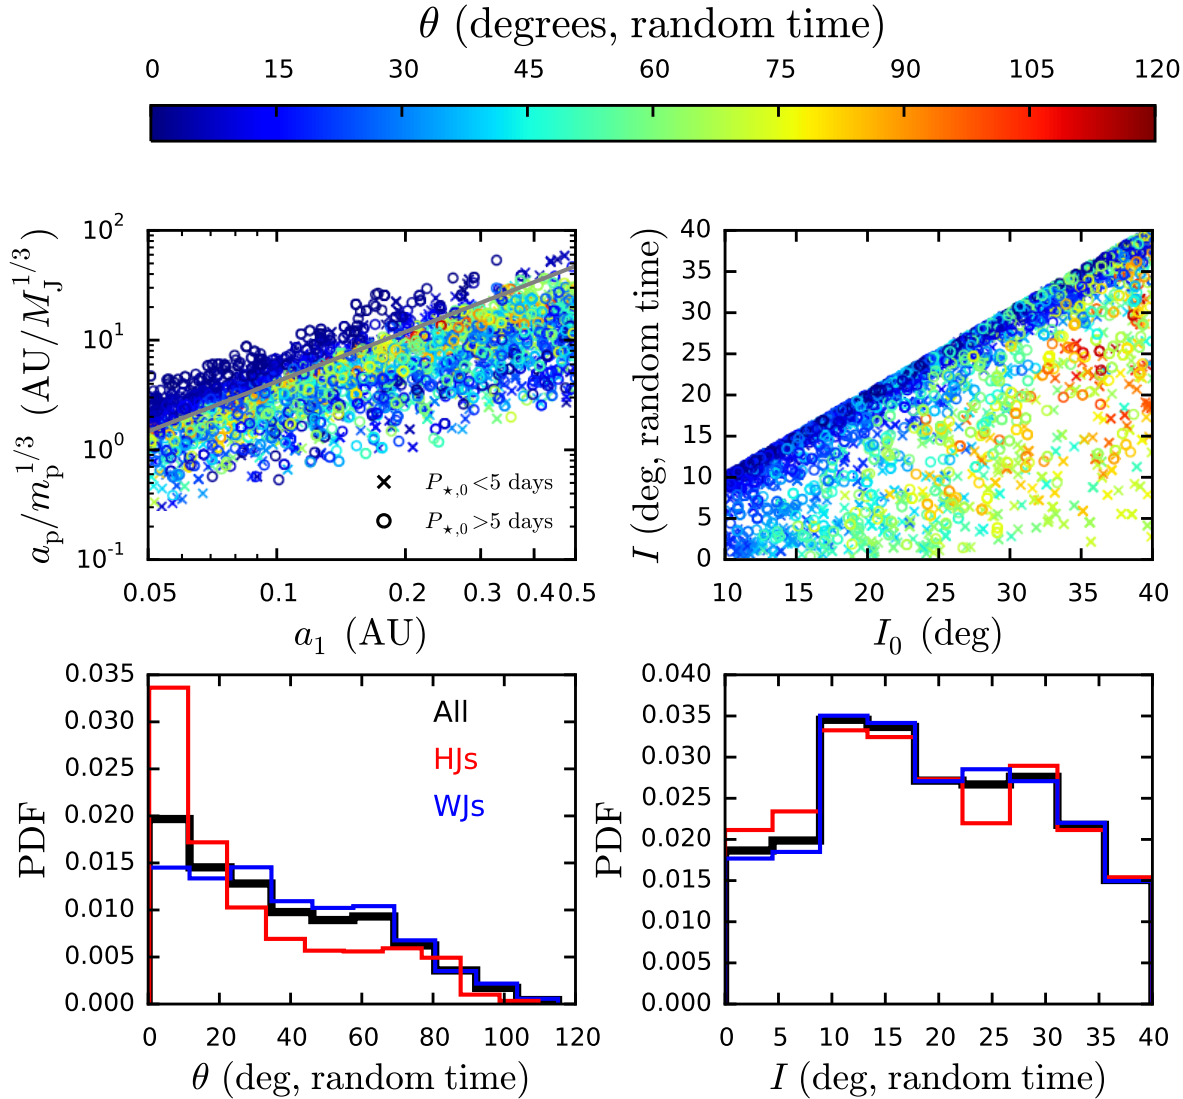 θ (degrees, random time)
0 15 30 45 60 75 90 105 120
a_p/m_p^{1/3} (AU/M_J^{1/3})
10^2
10^1
10^0
10^{-1}
P_{⋆,0}<5 days
P_{⋆,0}>5 days
0.05 0.1 0.2 0.3 0.4 0.5
a_1 (AU)
I (deg, random time)
40
35
30
25
20
15
10
5
0
10 15 20 25 30 35 40
I_0 (deg)
PDF
0.035
0.030
0.025
0.020
0.015
0.010
0.005
0.000
All
HJs
WJs
0 20 40 60 80 100 120
θ (deg, random time)
PDF
0.040
0.035
0.030
0.025
0.020
0.015
0.010
0.005
0.000
0 5 10 15 20 25 30 35 40
I (deg, random time)